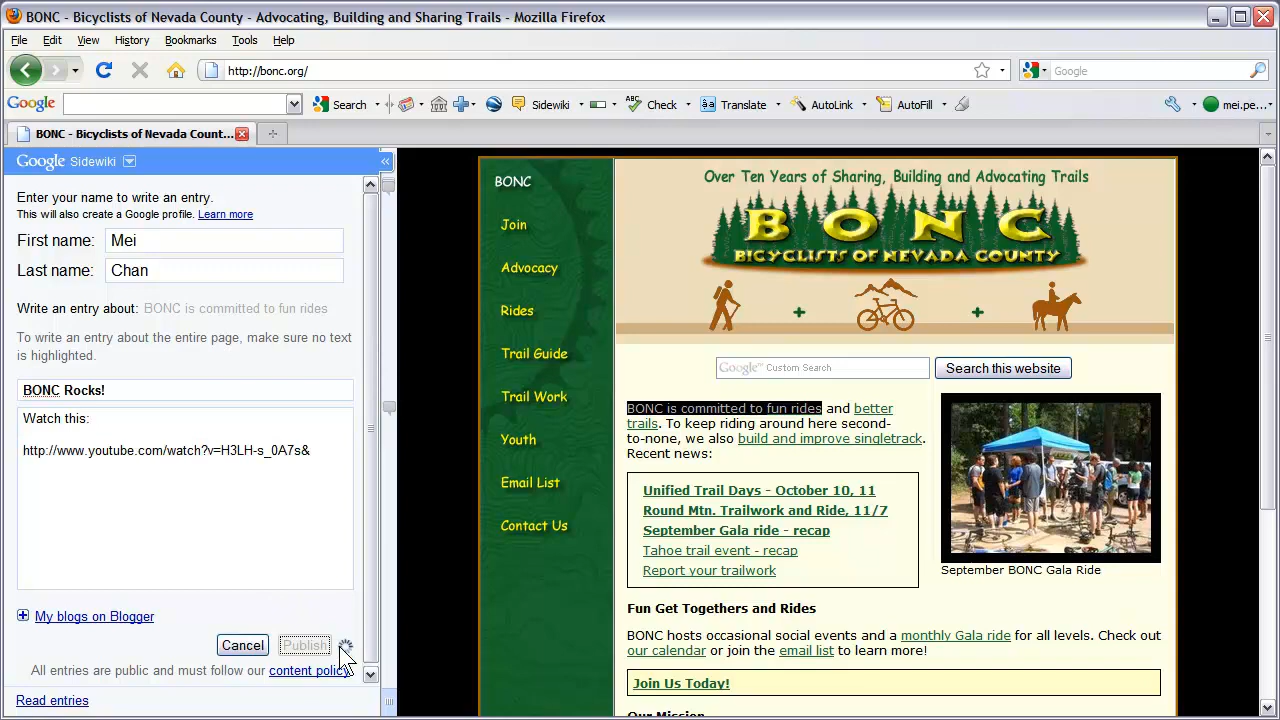 BONC - Bicyclists of Nevada County - Advocating, Building and Sharing Trails - Mozilla Firefox
File Edit View History Bookmarks Tools Help
http://bonc.org/
Google
Google
Search
Sidewiki
ABC Check
Translate
AutoLink
AutoFill
mei.pe...
BONC - Bicyclists of Nevada Count...
Google Sidewiki
Enter your name to write an entry.
This will also create a Google profile. Learn more
First name: Mei
Last name: Chan
Write an entry about: BONC is committed to fun rides
To write an entry about the entire page, make sure no text
is highlighted.
BONC Rocks!
Watch this:
http://www.youtube.com/watch?v=H3LH-s_0A7s&
My blogs on Blogger
Cancel Publish
All entries are public and must follow our content policy
Read entries
BONC
Join
Advocacy
Rides
Trail Guide
Trail Work
Youth
Email List
Contact Us
Over Ten Years of Sharing, Building and Advocating Trails
BONC
BICYCLISTS OF NEVADA COUNTY
+ +
Google™ Custom Search
Search this website
BONC is committed to fun rides and better
trails. To keep riding around here second-
to-none, we also build and improve singletrack.
Recent news:
Unified Trail Days - October 10, 11
Round Mtn. Trailwork and Ride, 11/7
September Gala ride - recap
Tahoe trail event - recap
Report your trailwork
September BONC Gala Ride
Fun Get Togethers and Rides
BONC hosts occasional social events and a monthly Gala ride for all levels. Check out
our calendar or join the email list to learn more!
Join Us Today!
Our Mission